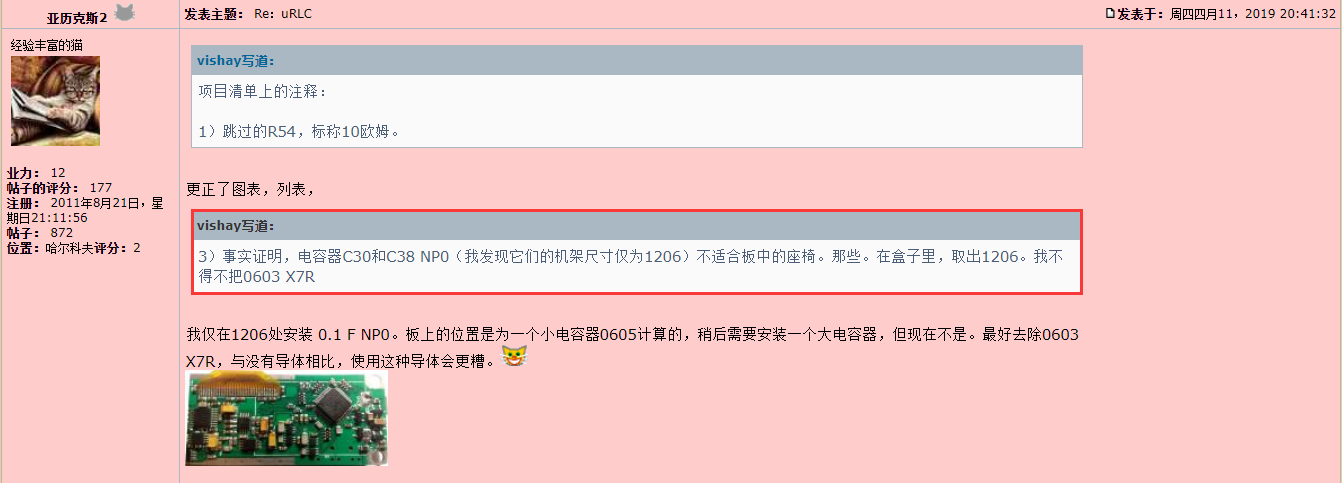 亚历克斯2
发表主题： Re：uRLC
发表于：周四四月11，2019 20:41:32
经验丰富的猫
业力： 12
帖子的评分： 177
注册： 2011年8月21日，星
期日21:11:56
帖子： 872
位置：哈尔科夫评分：2
vishay写道：
项目清单上的注释：
1）跳过的R54，标称10欧姆。
更正了图表，列表，
vishay写道：
3）事实证明，电容器C30和C38 NP0（我发现它们的机架尺寸仅为1206）不适合板中的座椅。那些。在盒子里，取出1206。我不
得不把0603 X7R
我仅在1206处安装 0.1 F NP0。板上的位置是为一个小电容器0605计算的，稍后需要安装一个大电容器，但现在不是。最好去除0603
X7R，与没有导体相比，使用这种导体会更糟。